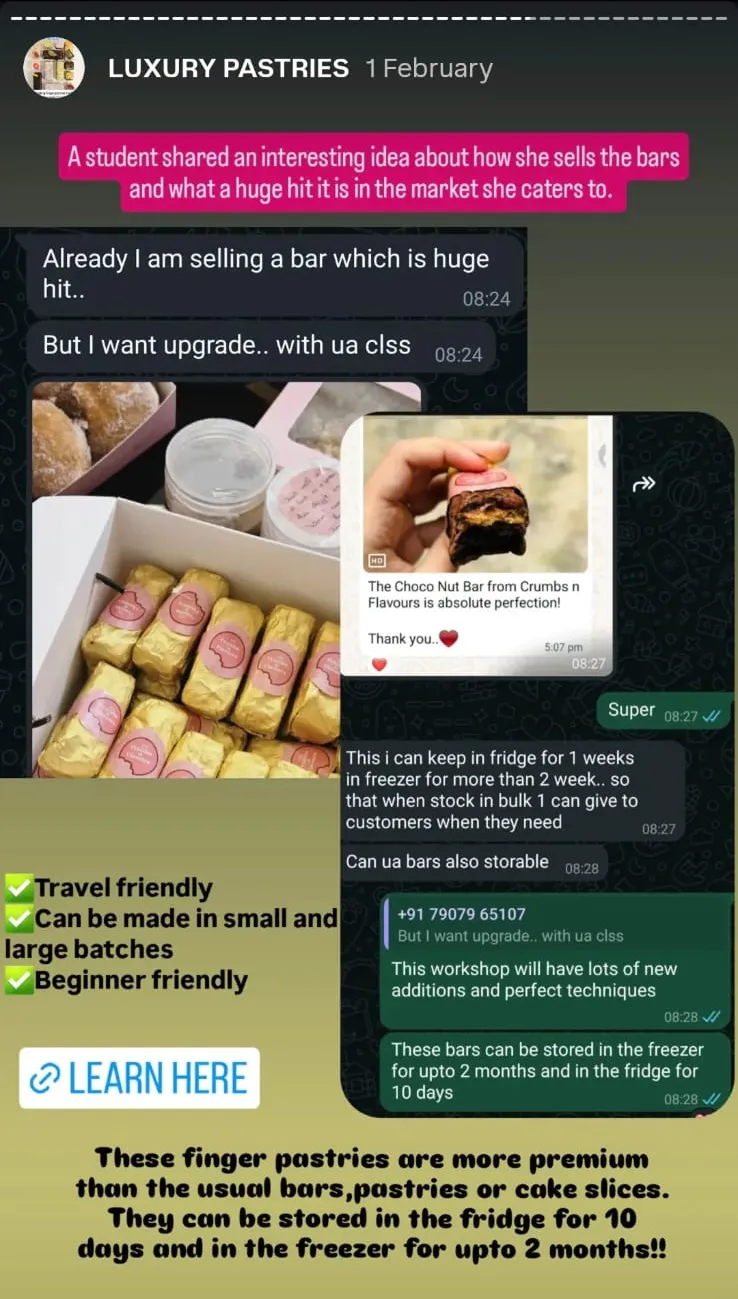 LUXURY PASTRIES 1 February
A student shared an interesting idea about how she sells the bars
and what a huge hit it is in the market she caters to.
Already I am selling a bar which is huge
hit..
08:24
But I want upgrade.. with ua clss 08:24
HD
The Choco Nut Bar from Crumbs n
Flavours is absolute perfection!
Thank you..❤️
5:07 pm
❤️ 08:27
Super 08:27
This i can keep in fridge for 1 weeks
in freezer for more than 2 week.. so
that when stock in bulk 1 can give to
customers when they need
08:27
Can ua bars also storable 08:28
+91 79079 65107
But I want upgrade.. with ua clss
This workshop will have lots of new
additions and perfect techniques
08:28
These bars can be stored in the freezer
for upto 2 months and in the fridge for
10 days
08:28
✅Travel friendly
✅Can be made in small and
large batches
✅Beginner friendly
LEARN HERE
These finger pastries are more premium
than the usual bars,pastries or cake slices.
They can be stored in the fridge for 10
days and in the freezer for upto 2 months!!